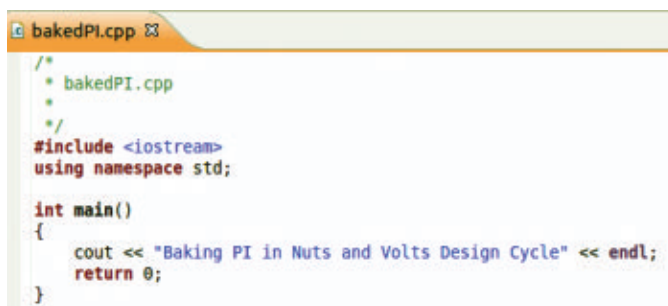 bakedPI.cpp
/*
 * bakedPI.cpp
 *
 */
#include <iostream>
using namespace std;
int main()
{
    cout << "Baking PI in Nuts and Volts Design Cycle" << endl;
    return 0;
}